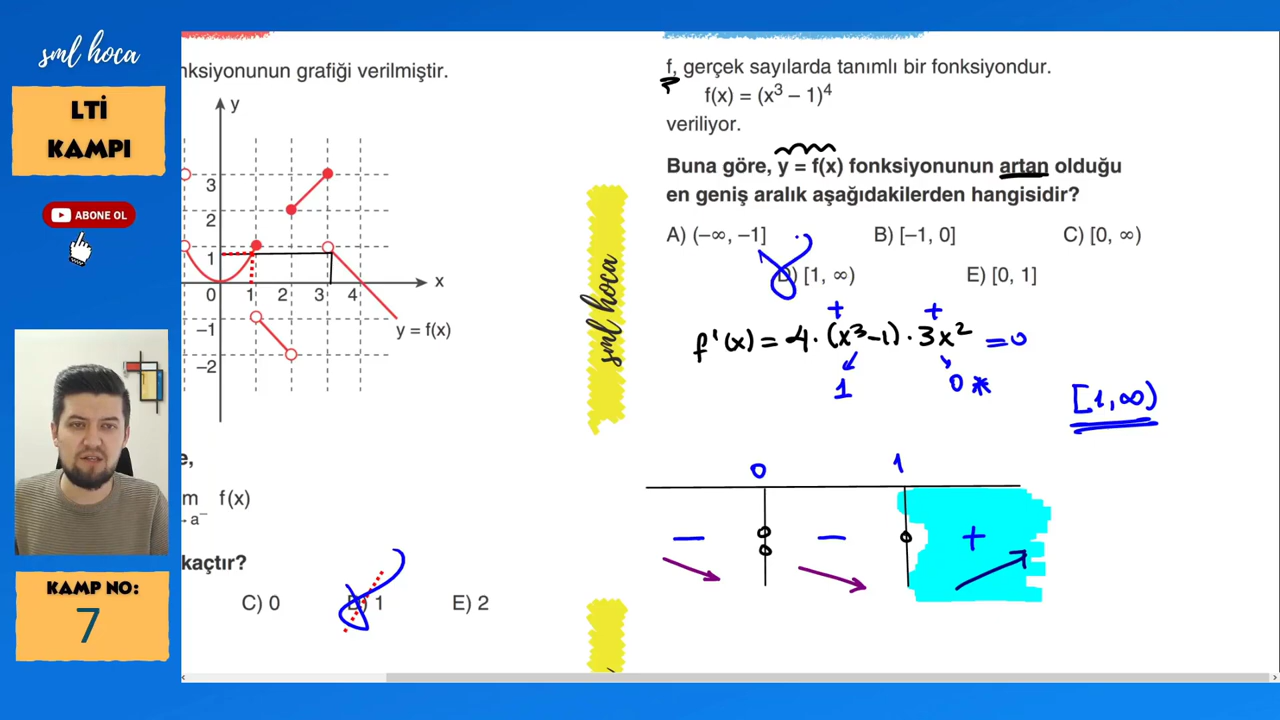 sml hoca
LTİ
KAMPI
ABONE OL
KAMP NO:
7
nksiyonunun grafiği verilmiştir.
y
3
2
1
0 1 2 3 4 x
−1
−2
y = f(x)
e,
m f(x)
→a⁻
kaçtır?
C) 0 D) 1 E) 2
sml hoca
f, gerçek sayılarda tanımlı bir fonksiyondur.
f(x) = (x³ – 1)⁴
veriliyor.
Buna göre, y = f(x) fonksiyonunun artan olduğu
en geniş aralık aşağıdakilerden hangisidir?
A) (–∞, –1] B) [–1, 0] C) [0, ∞)
D) [1, ∞) E) [0, 1]
+ +
f'(x) = 4 · (x³–1) · 3x² = 0
1 0 *
[1, ∞)
0 1
– – +